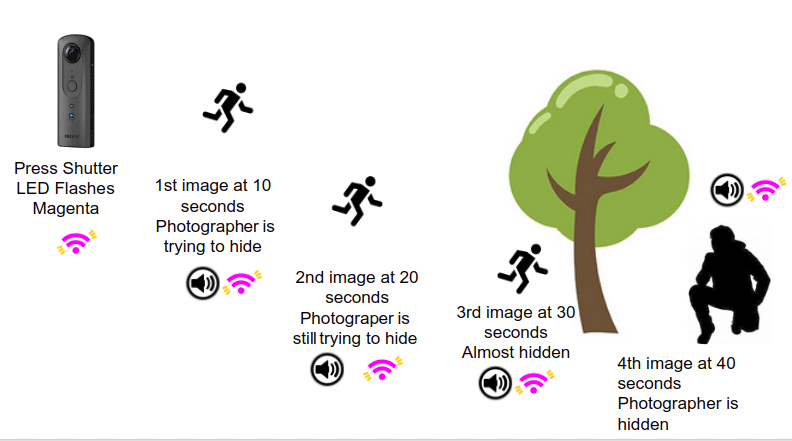 Press Shutter
LED Flashes
Magenta
1st image at 10
seconds
Photographer is
trying to hide
2nd image at 20
seconds
Photograper is
still trying to hide
3rd image at 30
seconds
Almost hidden
4th image at 40
seconds
Photographer is
hidden